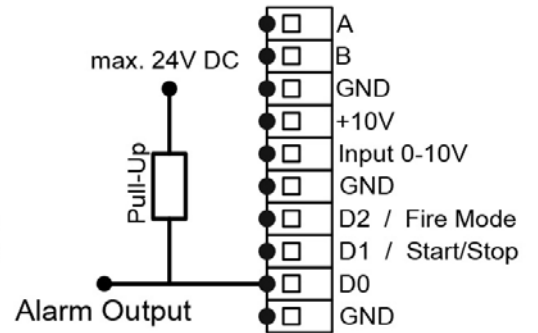 A
max. 24V DC
B
GND
+10V
Pull-Up
Input 0-10V
GND
D2 / Fire Mode
D1 / Start/Stop
D0
Alarm Output
GND